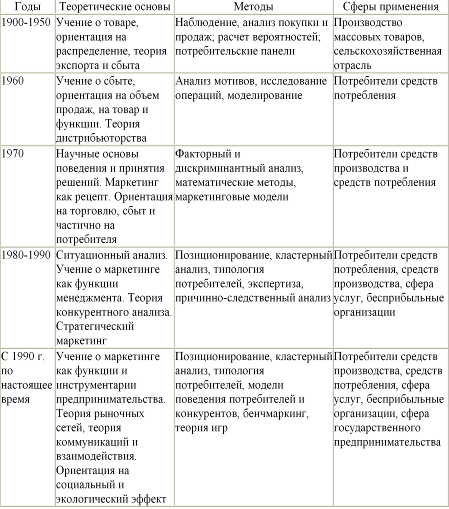 Годы
Теоретические основы
Методы
Сферы применения
1900-1950
Учение о товаре,
ориентация на
распределение, теория
экспорта и сбыта
Наблюдение, анализ покупки и
продаж; расчет вероятностей;
потребительские панели
Производство
массовых товаров,
сельскохозяйственная
отрасль
1960
Учение о сбыте,
ориентация на объем
продаж, на товар и
функции. Теория
дистрибьюторства
Анализ мотивов, исследование
операций, моделирование
Потребители средств
потребления
1970
Научные основы
поведения и принятия
решений. Маркетинг
как рецепт. Ориентация
на торговлю, сбыт и
частично на
потребителя
Факторный и
дискриминантный анализ,
математические методы,
маркетинговые модели
Потребители средств
производства и
средств потребления
1980-1990
Ситуационный анализ.
Учение о маркетинге
как функции
менеджмента. Теория
конкурентного анализа.
Стратегический
маркетинг
Позиционирование, кластерный
анализ, типология
потребителей, экспертиза,
причинно-следственный анализ
Потребители средств
потребления, средств
производства, сфера
услуг, бесприбыльные
организации
С 1990 г.
по
настоящее
время
Учение о маркетинге
как функции и
инструментарии
предпринимательства.
Теория рыночных
сетей, теория
коммуникаций и
взаимодействия.
Ориентация на
социальный и
экологический эффект
Позиционирование, кластерный
анализ, типология
потребителей, модели
поведения потребителей и
конкурентов, бенчмаркинг,
теория игр
Потребители средств
производства, средств
потребления, сфера
услуг, бесприбыльные
организации, сфера
государственного
предпринимательства